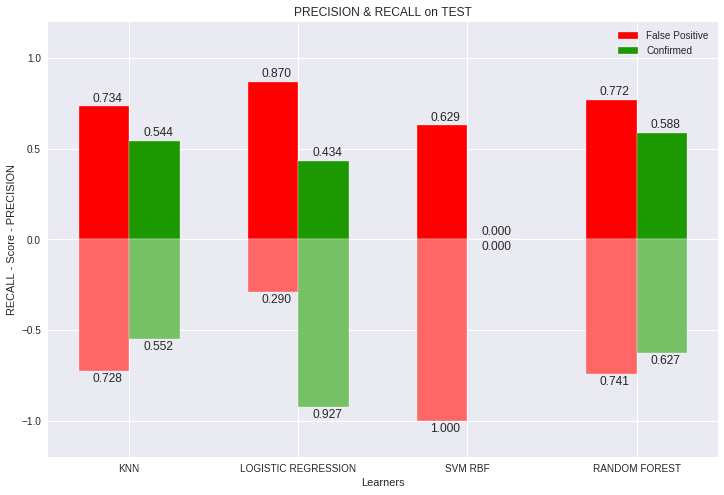 PRECISION & RECALL on TEST
False Positive
Confirmed
RECALL - Score - PRECISION
1.0
0.5
0.0
−0.5
−1.0
0.734
0.544
0.870
0.434
0.629
0.000
0.772
0.588
0.728
0.552
0.290
0.927
1.000
0.000
0.741
0.627
KNN
LOGISTIC REGRESSION
SVM RBF
RANDOM FOREST
Learners